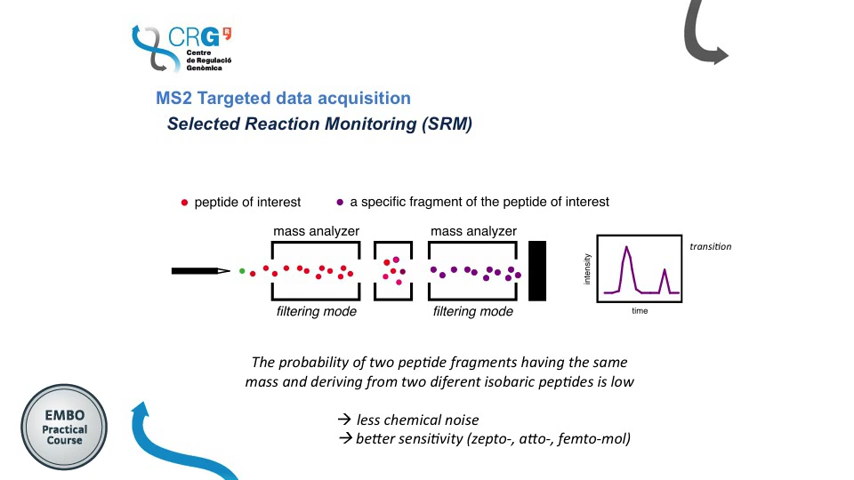 CRG
Centre
de Regulació
Genòmica
MS2 Targeted data acquisition
Selected Reaction Monitoring (SRM)
peptide of interest
a specific fragment of the peptide of interest
mass analyzer
mass analyzer
filtering mode
filtering mode
intensity
time
transition
The probability of two peptide fragments having the same
mass and deriving from two diferent isobaric peptides is low
→ less chemical noise
→ better sensitivity (zepto-, atto-, femto-mol)
EMBO
Practical
Course